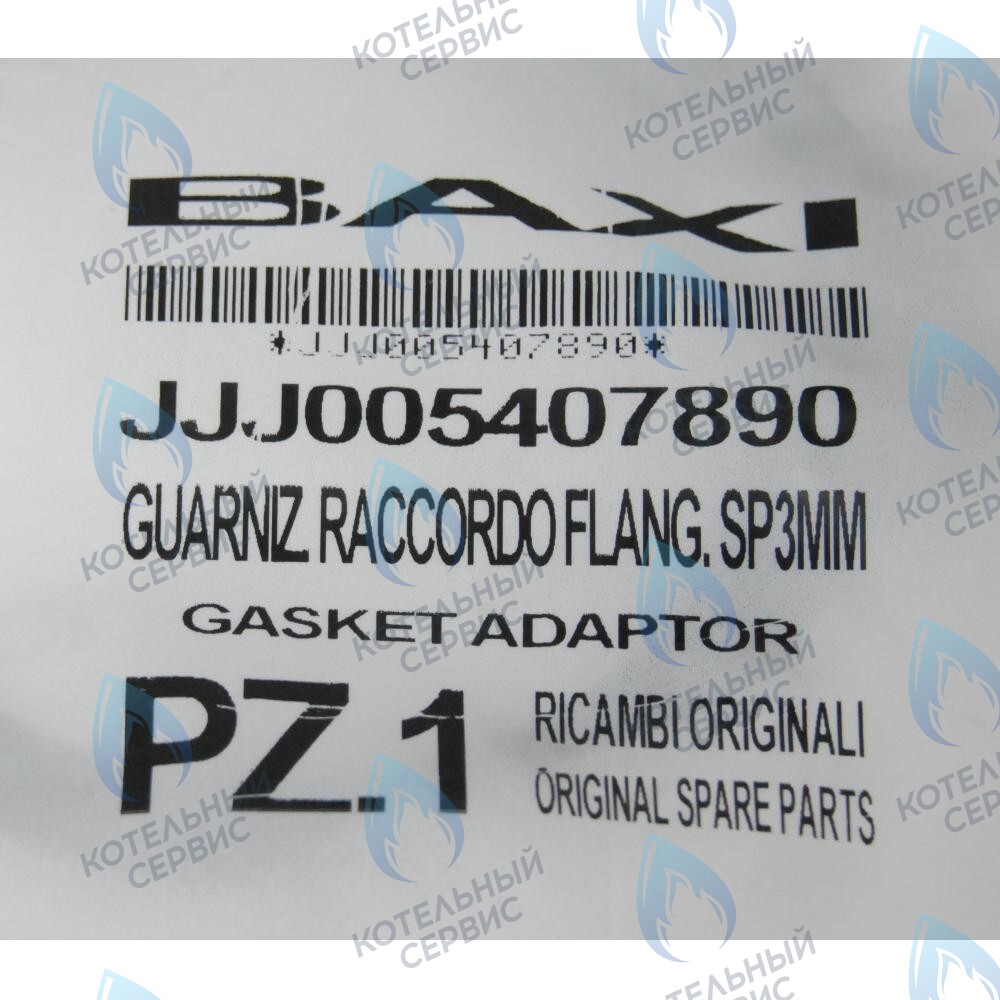 BAXI
*JJJ005407890*
JJJ005407890
GUARNIZ. RACCORDO FLANG. SP3MM
GASKET ADAPTOR
PZ.1
RICAMBI ORIGINALI
ORIGINAL SPARE PARTS
КОТЕЛЬНЫЙ
СЕРВИС